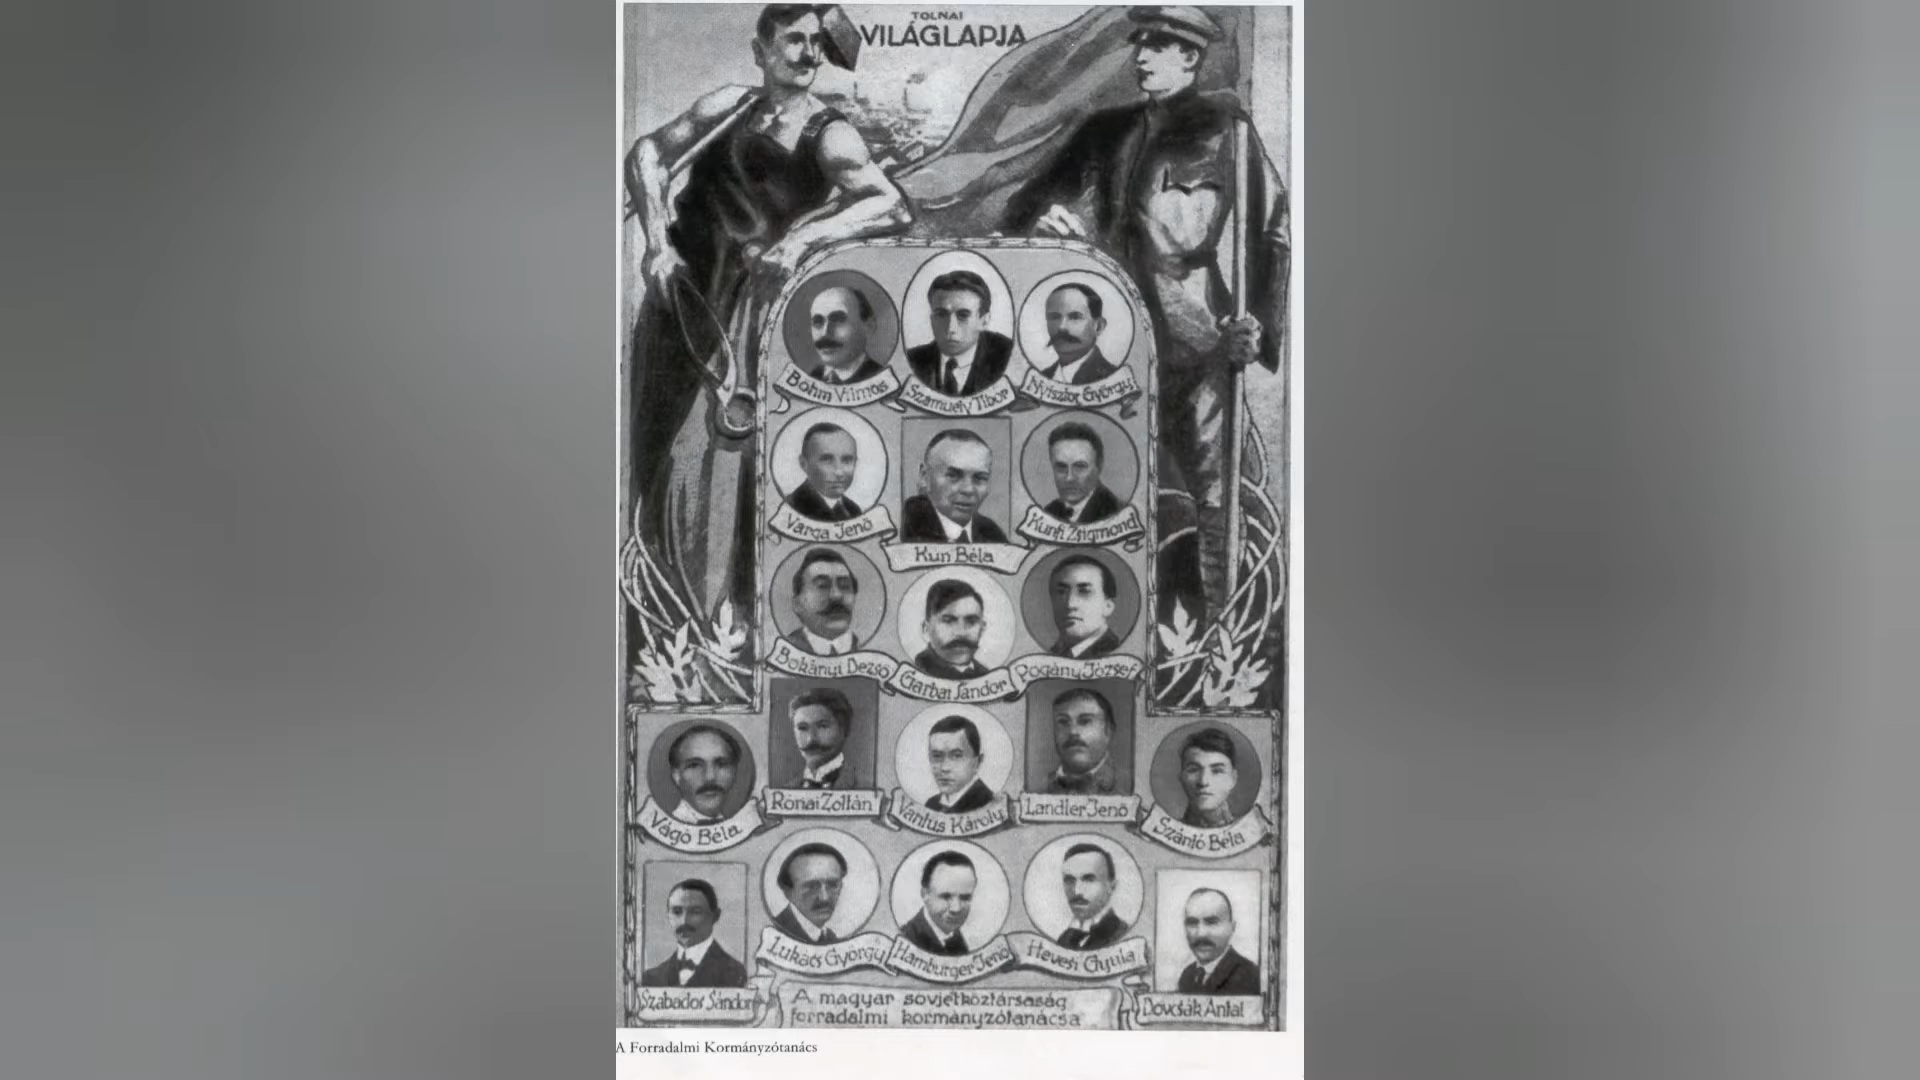 TOLNAI
VILÁGLAPJA
Böhm Vilmos
Szamuely Tibor
Nyisztor György
Varga Jenő
Kun Béla
Kunfi Zsigmond
Bokányi Dezső
Garbai Sándor
Pogány József
Vágó Béla
Rónai Zoltán
Vantus Károly
Landler Jenő
Szántó Béla
Szabados Sándor
Lukács György
Hamburger Jenő
Hevesi Gyula
Dovcsák Antal
A magyar sovjetköztársaság
forradalmi kormányzótanácsa
A Forradalmi Kormányzótanács